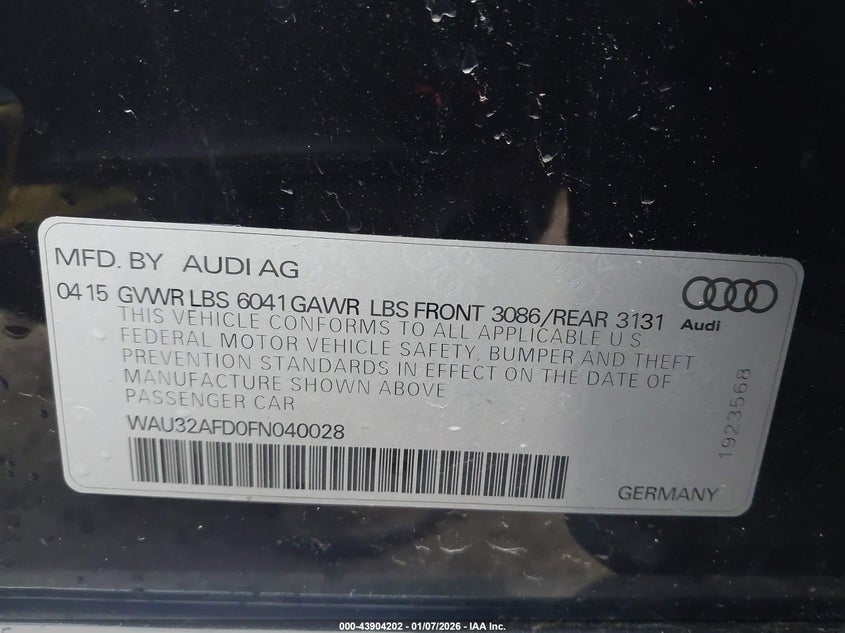 MFD. BY AUDI AG
04 15 GVWR LBS 6041 GAWR LBS FRONT 3086/REAR 3131
Audi
THIS VEHICLE CONFORMS TO ALL APPLICABLE U.S.
FEDERAL MOTOR VEHICLE SAFETY, BUMPER AND THEFT
PREVENTION STANDARDS IN EFFECT ON THE DATE OF
MANUFACTURE SHOWN ABOVE
PASSENGER CAR
WAU32AFD0FN040028
1923568
GERMANY
000-43904202 - 01/07/2026 - IAA Inc.